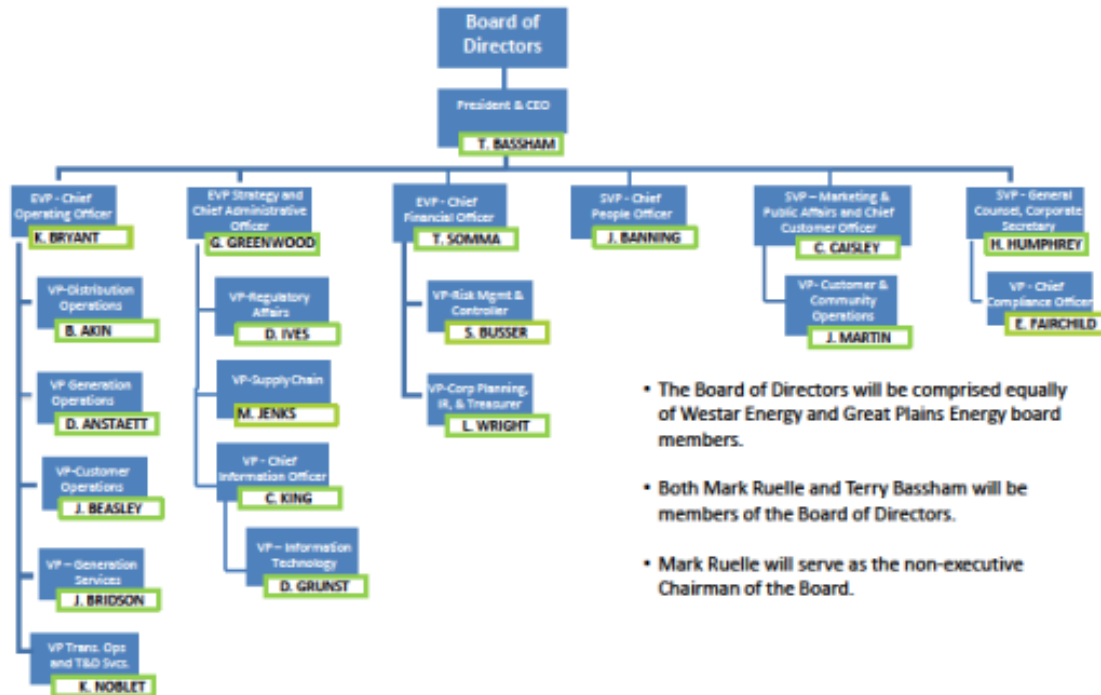 Board of
Directors
President & CEO
T. BASSHAM
EVP - Chief
Operating Officer
K. BRYANT
EVP Strategy and
Chief Administrative
Officer
G. GREENWOOD
EVP - Chief
Financial Officer
T. SOMMA
SVP - Chief
People Officer
J. BANNING
SVP – Marketing &
Public Affairs and Chief
Customer Officer
C. CAISLEY
SVP - General
Counsel, Corporate
Secretary
H. HUMPHREY
VP-Distribution
Operations
B. AKIN
VP Generation
Operations
D. ANSTAETT
VP-Customer
Operations
J. BEASLEY
VP – Generation
Services
J. BRIDSON
VP Trans. Ops
and T&D Svcs.
K. NOBLET
VP-Regulatory
Affairs
D. IVES
VP-Supply Chain
M. JENKS
VP - Chief
Information Officer
C. KING
VP – Information
Technology
D. GRUNST
VP-Risk Mgmt &
Controller
S. BUSSER
VP-Corp Planning,
IR, & Treasurer
L. WRIGHT
VP- Customer &
Community
Operations
J. MARTIN
VP - Chief
Compliance Officer
E. FAIRCHILD
• The Board of Directors will be comprised equally
of Westar Energy and Great Plains Energy board
members.
• Both Mark Ruelle and Terry Bassham will be
members of the Board of Directors.
• Mark Ruelle will serve as the non-executive
Chairman of the Board.